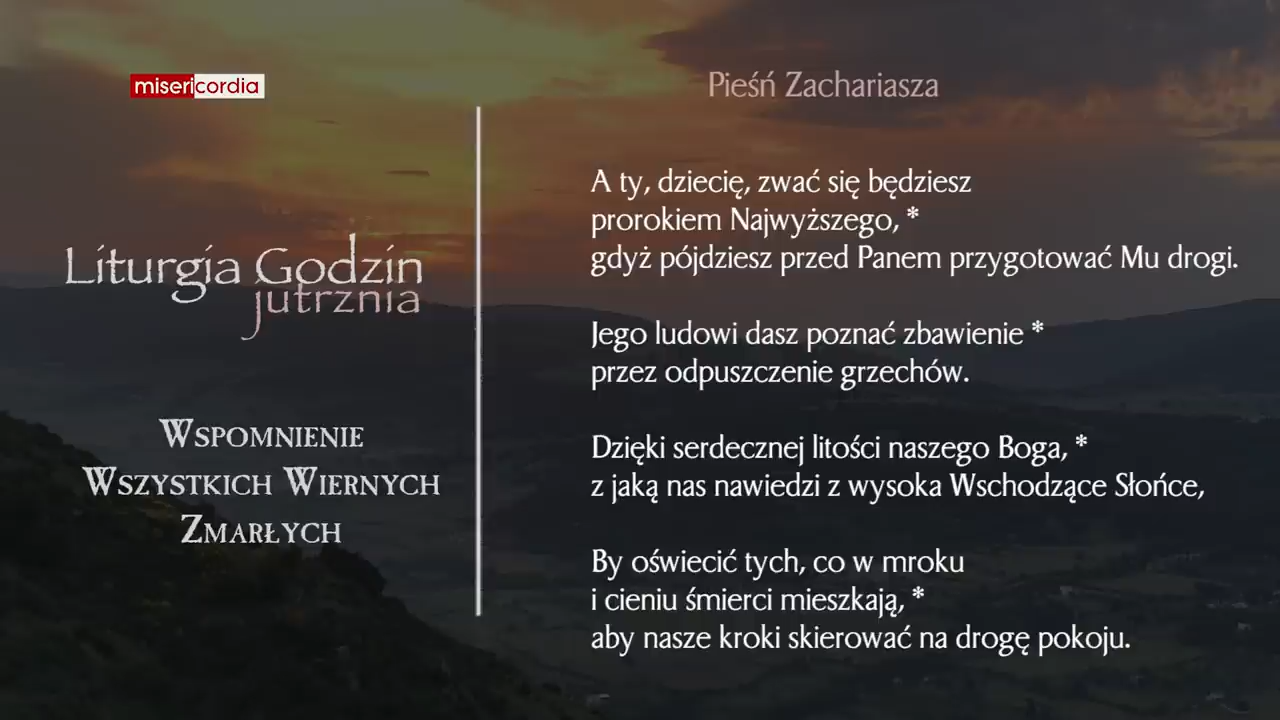 misericordia
Liturgia Godzin
jutrznia
Wspomnienie
Wszystkich Wiernych
Zmarłych
Pieśń Zachariasza
A ty, dziecię, zwać się będziesz
prorokiem Najwyższego, *
gdyż pójdziesz przed Panem przygotować Mu drogi.
Jego ludowi dasz poznać zbawienie *
przez odpuszczenie grzechów.
Dzięki serdecznej litości naszego Boga, *
z jaką nas nawiedzi z wysoka Wschodzące Słońce,
By oświecić tych, co w mroku
i cieniu śmierci mieszkają, *
aby nasze kroki skierować na drogę pokoju.